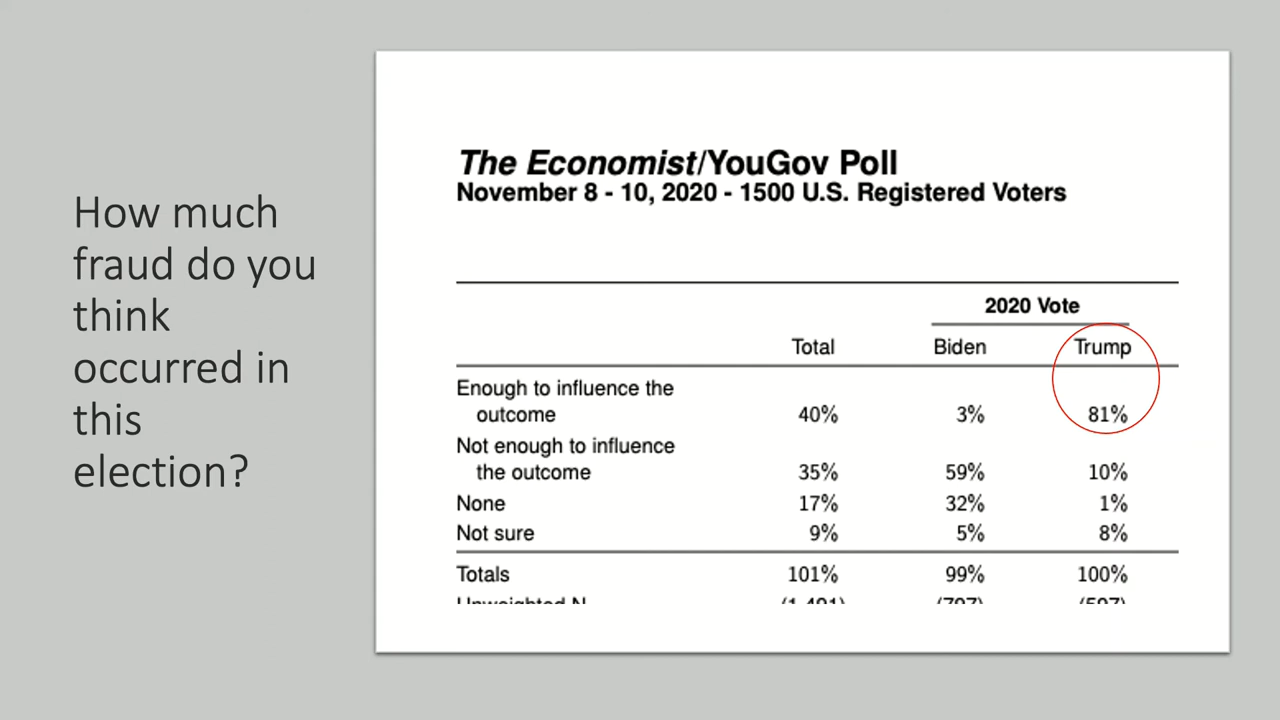 How much
fraud do you
think
occurred in
this
election?
The Economist/YouGov Poll
November 8 - 10, 2020 - 1500 U.S. Registered Voters
2020 Vote
Total Biden Trump
Enough to influence the
outcome 40% 3% 81%
Not enough to influence
the outcome 35% 59% 10%
None 17% 32% 1%
Not sure 9% 5% 8%
Totals 101% 99% 100%
Unweighted N